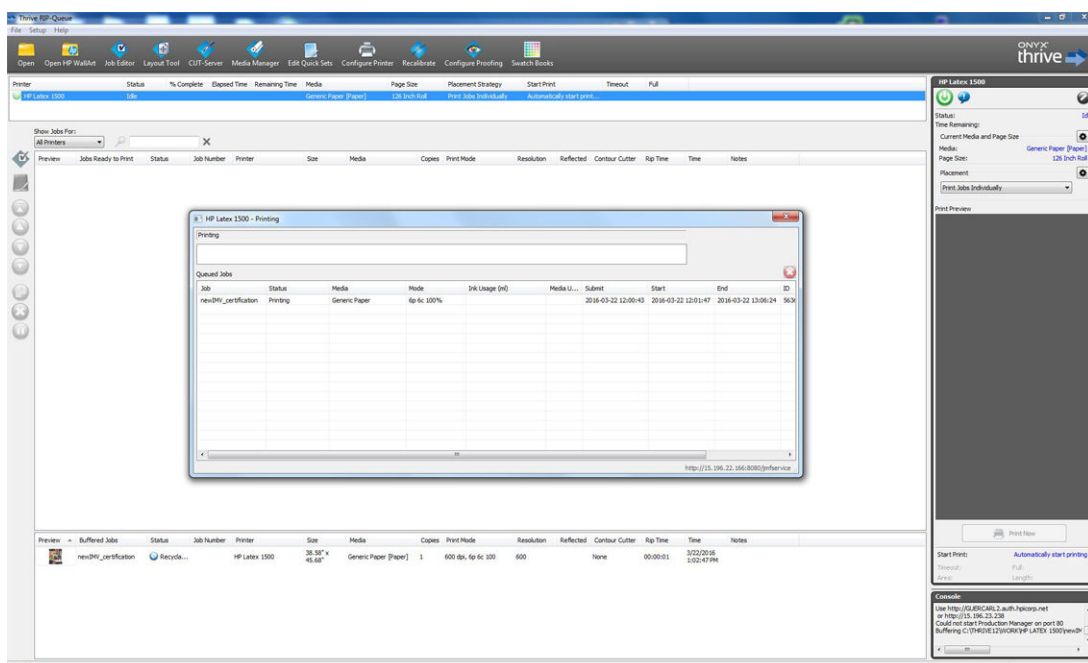 Thrive RIP-Queue
File Setup Help
Open Open HP WallArt Job Editor Layout Tool CUT-Server Media Manager Edit Quick Sets Configure Printer Recalibrate Configure Proofing Swatch Books
ONYX
thrive
Printer Status % Complete Elapsed Time Remaining Time Media Page Size Placement Strategy Start Print Timeout Full
HP Latex 1500 Idle Generic Paper [Paper] 126 Inch Roll Print Jobs Individually Automatically start print...
Show Jobs For:
All Printers
Preview Jobs Ready to Print Status Job Number Printer Size Media Copies Print Mode Resolution Reflected Contour Cutter Rip Time Time Notes
HP Latex 1500 - Printing
Printing
Queued Jobs
Job Status Media Mode Ink Usage (ml) Media U... Submit Start End ID
newIMV_certification Printing Generic Paper 6p 6c 100% 2016-03-22 12:00:43 2016-03-22 12:01:47 2016-03-22 13:06:24 563
http://15.196.22.166:8080/jmfservice
Preview Buffered Jobs Status Job Number Printer Size Media Copies Print Mode Resolution Reflected Contour Cutter Rip Time Time Notes
newIMV_certification Recycla... HP Latex 1500 38.58" x Generic Paper [Paper] 1 600 dpi, 6p 6c 100 600 None 00:00:01 3/22/2016
45.68" 1:02:47 PM
HP Latex 1500
Status: Id
Time Remaining:
Current Media and Page Size
Media: Generic Paper [Paper]
Page Size: 126 Inch Roll
Placement
Print Jobs Individually
Print Preview
Print Now
Start Print: Automatically start printing
Timeout: Full:
Area: Length:
Console
Use http://GUERCARL2.auth.hpicorp.net
or http://15.196.23.238
Could not start Production Manager on port 80
Buffering C:\THRIVE12\WORK\HP LATEX 1500\newIM